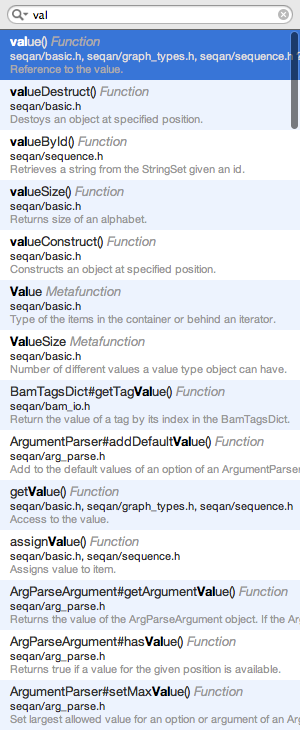 val
value() Function
seqan/basic.h, seqan/graph_types.h, seqan/sequence.h
Reference to the value.
valueDestruct() Function
seqan/basic.h
Destoys an object at specified position.
valueById() Function
seqan/sequence.h
Retrieves a string from the StringSet given an id.
valueSize() Function
seqan/basic.h
Returns size of an alphabet.
valueConstruct() Function
seqan/basic.h
Constructs an object at specified position.
Value Metafunction
seqan/basic.h
Type of the items in the container or behind an iterator.
ValueSize Metafunction
seqan/basic.h
Number of different values a value type object can have.
BamTagsDict#getTagValue() Function
seqan/bam_io.h
Return the value of a tag by its index in the BamTagsDict.
ArgumentParser#addDefaultValue() Function
seqan/arg_parse.h
Add to the default values of an option of an ArgumentParser
getValue() Function
seqan/basic.h, seqan/graph_types.h, seqan/sequence.h
Access to the value.
assignValue() Function
seqan/basic.h, seqan/sequence.h
Assigns value to item.
ArgParseArgument#getArgumentValue() Function
seqan/arg_parse.h
Returns the value of the ArgParseArgument object. If the Ar
ArgParseArgument#hasValue() Function
seqan/arg_parse.h
Returns true if a value for the given position is available.
ArgumentParser#setMaxValue() Function
seqan/arg_parse.h
Set largest allowed value for an option or argument of an Ar